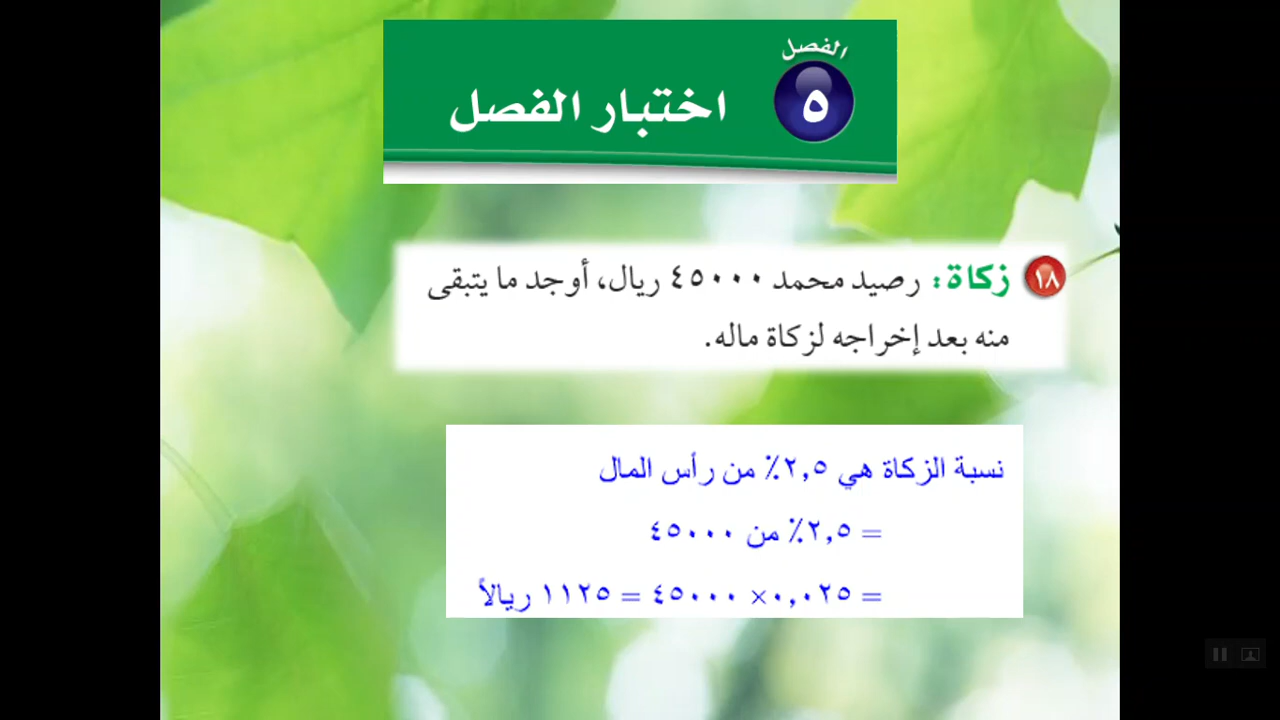 الفصل
٥
اختبار الفصل
١٨ زكاة: رصيد محمد ٤٥٠٠٠ ريال، أوجد ما يتبقى
منه بعد إخراجه لزكاة ماله.
نسبة الزكاة هي ٢,٥٪ من رأس المال
= ٢,٥٪ من ٤٥٠٠٠
= ٠,٠٢٥ × ٤٥٠٠٠ = ١١٢٥ ريالاً